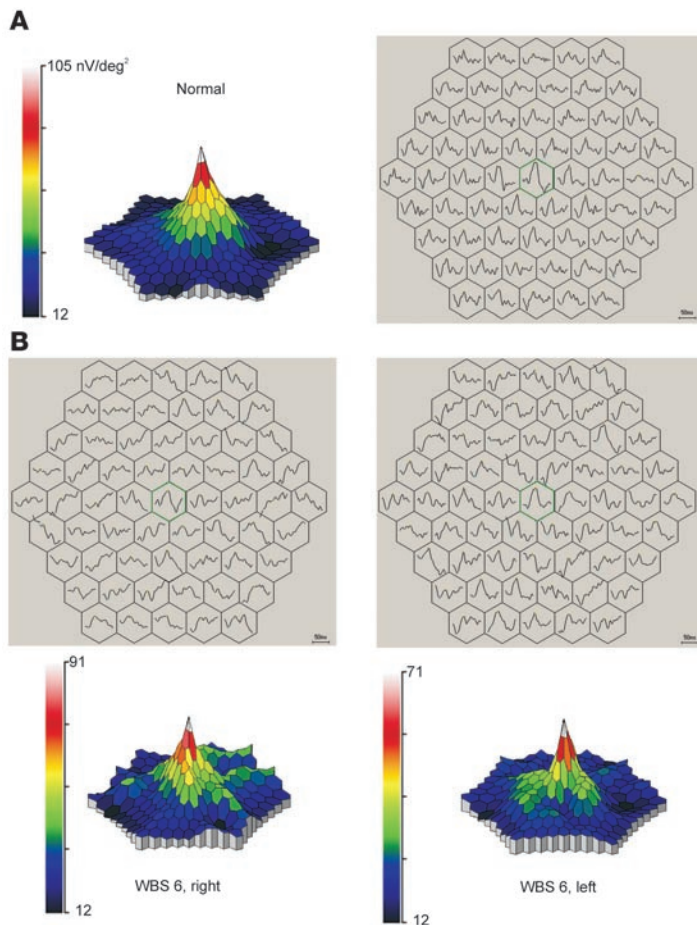 A
105 nV/deg²
Normal
12
50ms
B
50ms
50ms
91
71
12
WBS 6, right
12
WBS 6, left